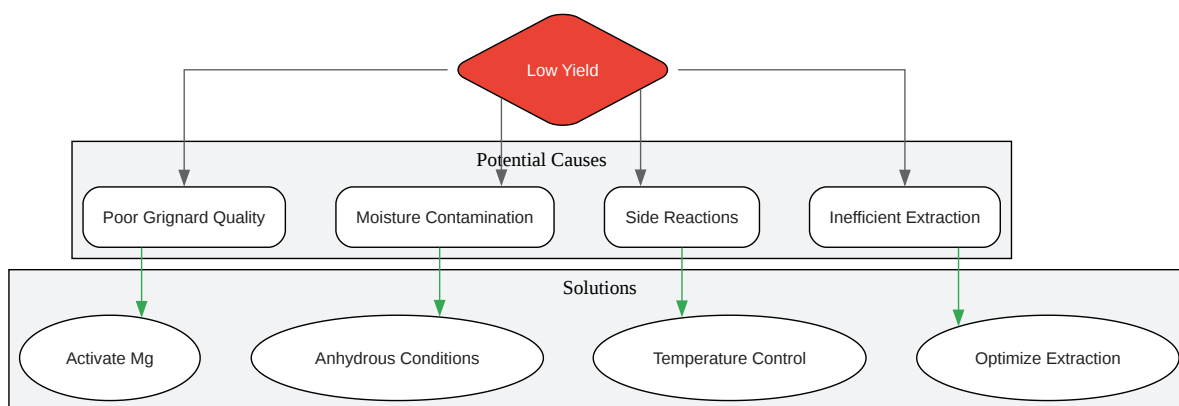 Low Yield
Potential Causes
Poor Grignard Quality
Moisture Contamination
Side Reactions
Inefficient Extraction
Solutions
Activate Mg
Anhydrous Conditions
Temperature Control
Optimize Extraction